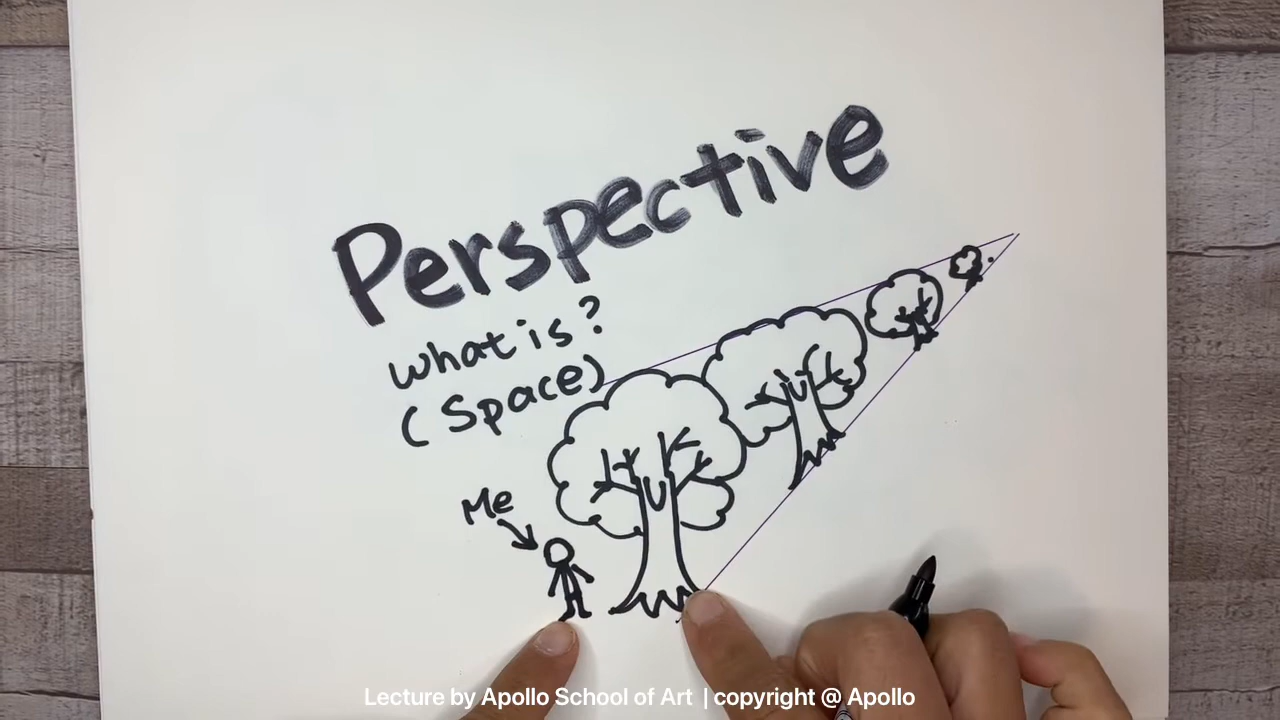 Perspective
What is?
(Space)
Me
Lecture by Apollo School of Art | copyright @ Apollo